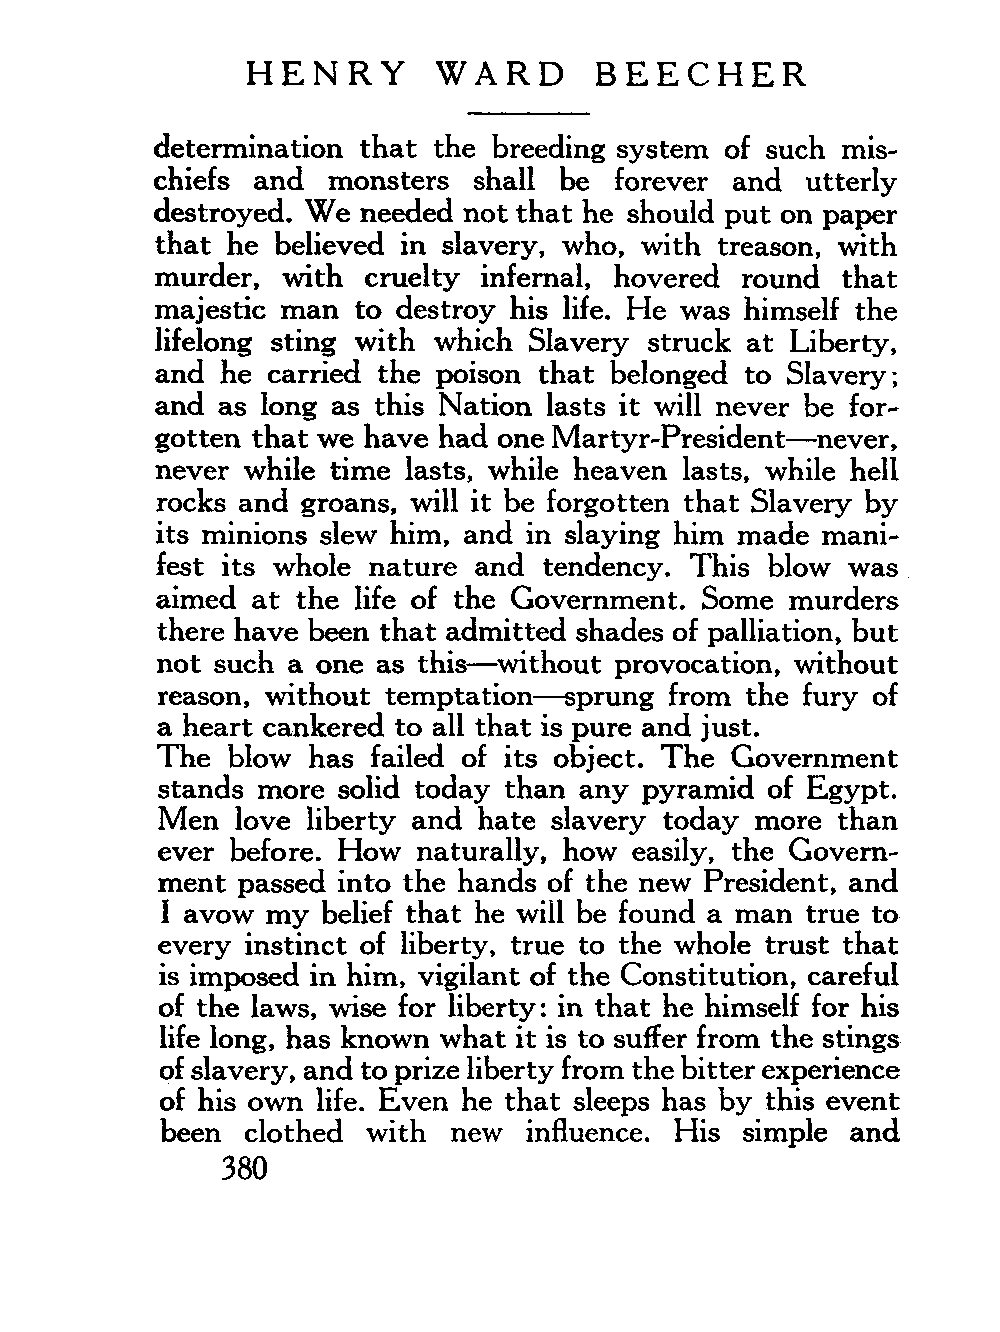 HENRY WARD BEECHER
determination that the breeding system of such mis-
chiefs and monsters shall be forever and utterly
destroyed. We needed not that he should put on paper
that he believed in slavery, who, with treason, with
murder, with cruelty infernal, hovered round that
majestic man to destroy his life. He was himself the
lifelong sting with which Slavery struck at Liberty,
and he carried the poison that belonged to Slavery;
and as long as this Nation lasts it will never be for-
gotten that we have had one Martyr-President—never,
never while time lasts, while heaven lasts, while hell
rocks and groans, will it be forgotten that Slavery by
its minions slew him, and in slaying him made mani-
fest its whole nature and tendency. This blow was
aimed at the life of the Government. Some murders
there have been that admitted shades of palliation, but
not such a one as this—without provocation, without
reason, without temptation—sprung from the fury of
a heart cankered to all that is pure and just.
The blow has failed of its object. The Government
stands more solid today than any pyramid of Egypt.
Men love liberty and hate slavery today more than
ever before. How naturally, how easily, the Govern-
ment passed into the hands of the new President, and
I avow my belief that he will be found a man true to
every instinct of liberty, true to the whole trust that
is imposed in him, vigilant of the Constitution, careful
of the laws, wise for liberty: in that he himself for his
life long, has known what it is to suffer from the stings
of slavery, and to prize liberty from the bitter experience
of his own life. Even he that sleeps has by this event
been clothed with new influence. His simple and
380